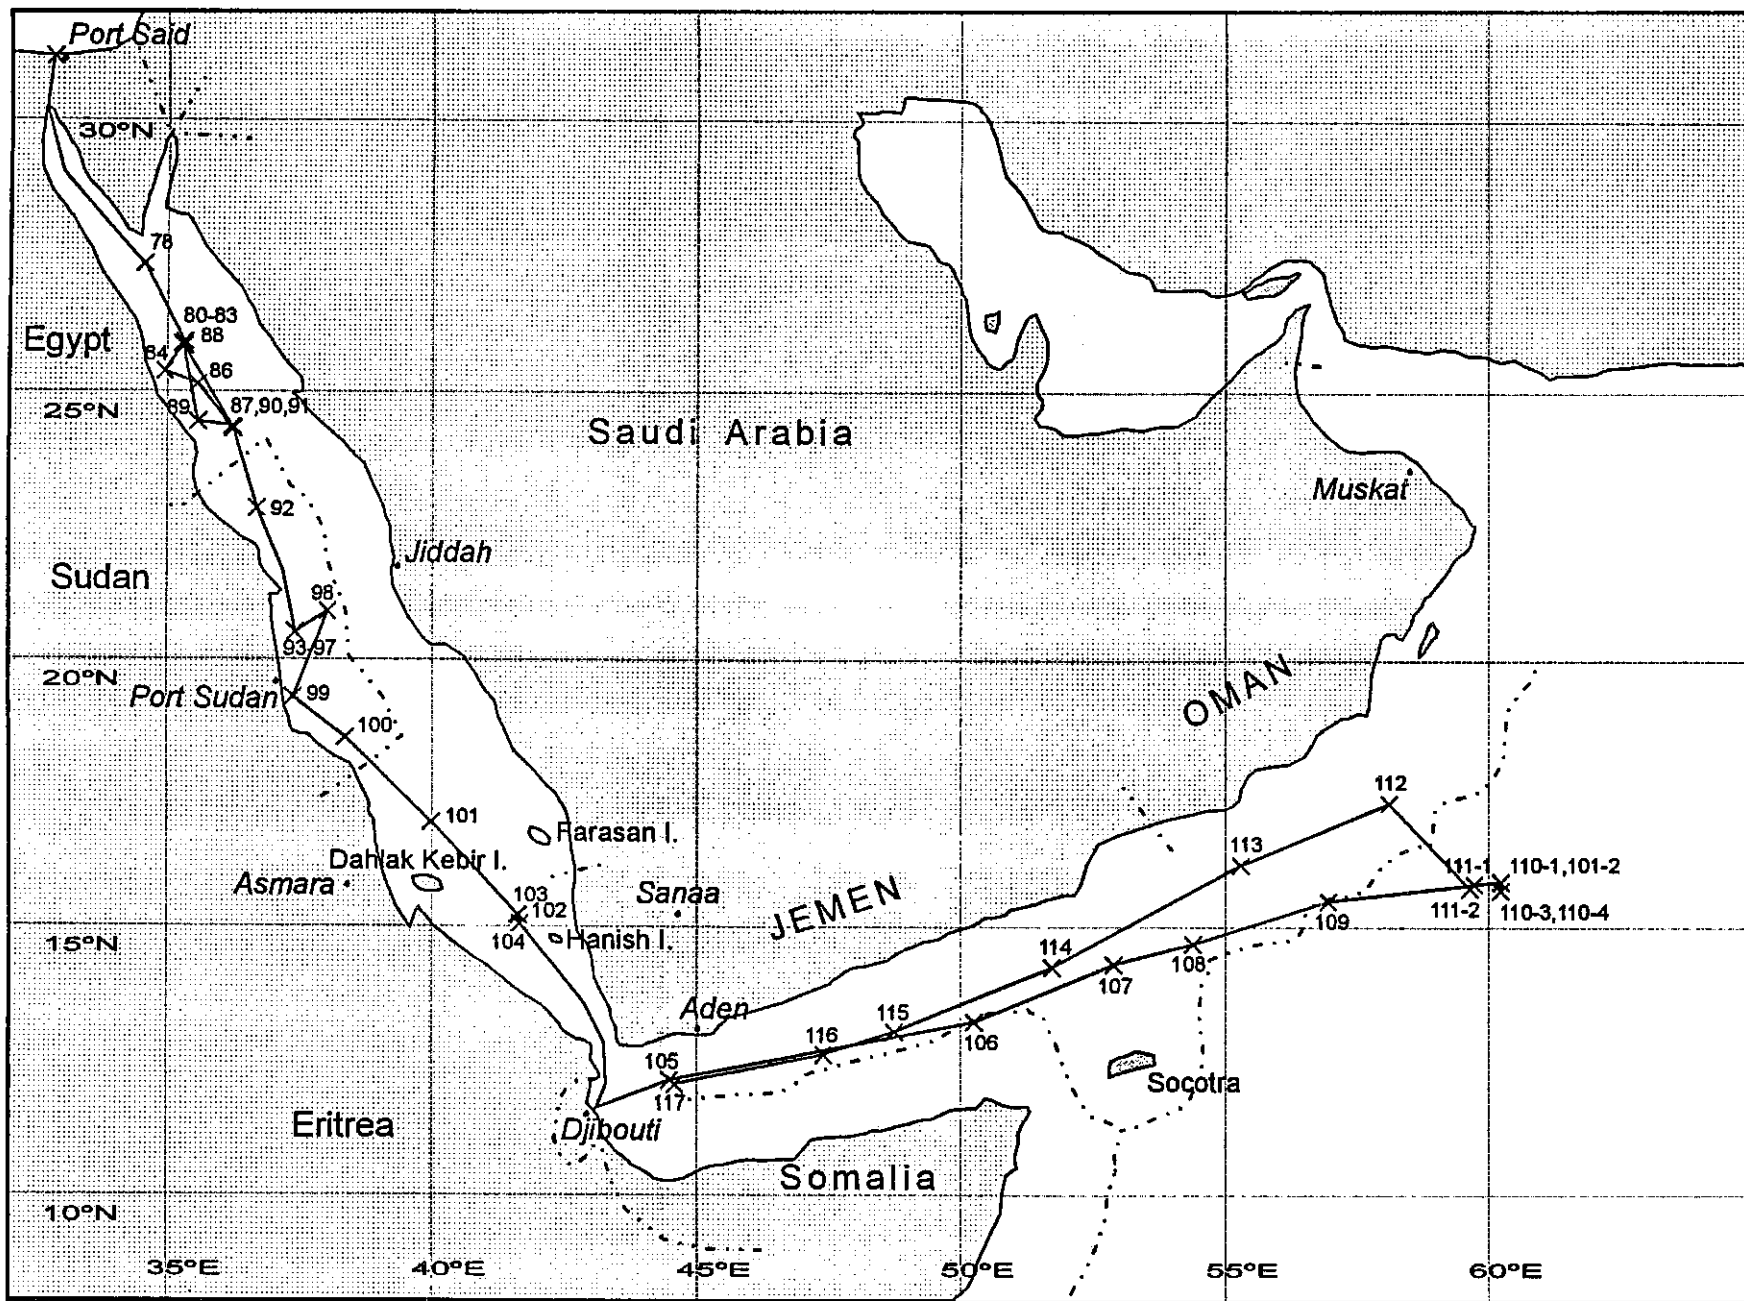 Port Said
30°N
78
80-83
88
Egypt
84
86
25°N
89
87,90,91
Saudi Arabia
Muskat
92
Jiddah
Sudan
98
93-97
20°N
Port Sudan
99
OMAN
100
112
101
Farasan I.
Dahlak Kebir I.
113
111-1
110-1,101-2
Asmara
103
102
Sanaa
JEMEN
109
111-2
110-3,110-4
104
Hanish I.
15°N
114
108
107
Aden
115
106
116
105
Socotra
117
Eritrea
Djibouti
Somalia
10°N
35°E
40°E
45°E
50°E
55°E
60°E